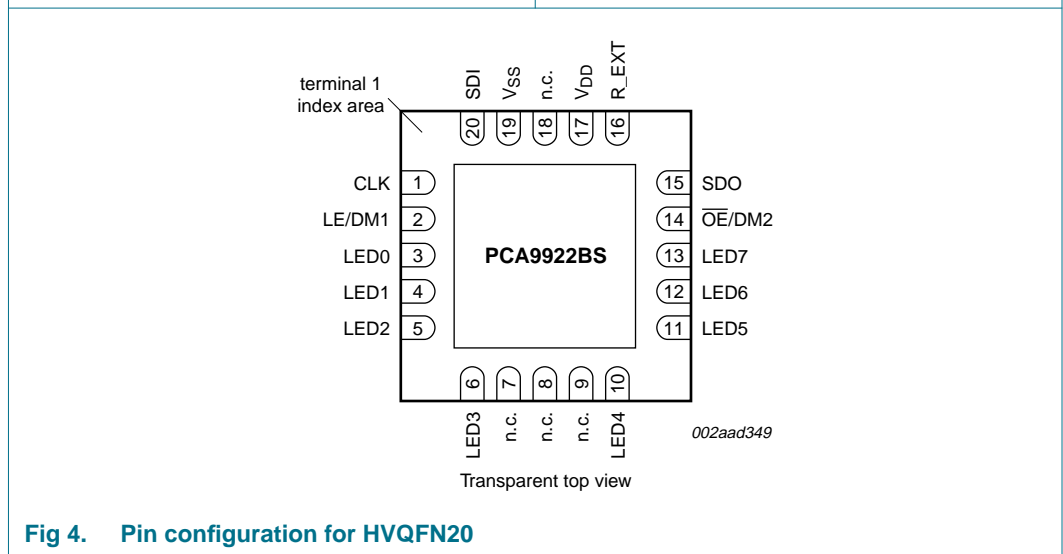 terminal 1
index area
SDI
VSS
n.c.
VDD
R_EXT
20
19
18
17
16
CLK 1
LE/DM1 2
LED0 3
LED1 4
LED2 5
PCA9922BS
15 SDO
14 OE/DM2
13 LED7
12 LED6
11 LED5
6
7
8
9
10
LED3
n.c.
n.c.
n.c.
LED4
002aad349
Transparent top view
Fig 4. Pin configuration for HVQFN20